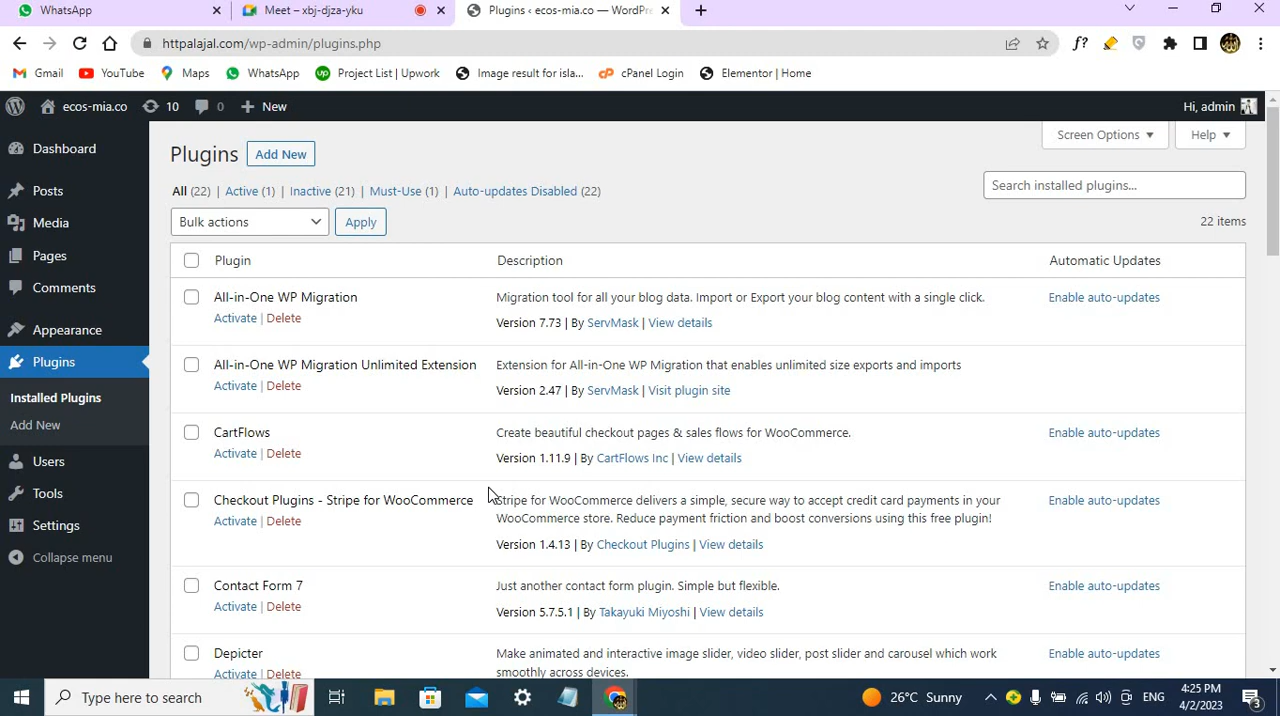 WhatsApp
Meet – xbj-djza-yku
Plugins ‹ ecos-mia.co — WordPre
httpalajal.com/wp-admin/plugins.php
f?
Gmail
YouTube
Maps
WhatsApp
Project List | Upwork
Image result for isla...
cPanel Login
Elementor | Home
ecos-mia.co
10
0
New
Hi, admin
Dashboard
Posts
Media
Pages
Comments
Appearance
Plugins
Installed Plugins
Add New
Users
Tools
Settings
Collapse menu
Screen Options
Help
Plugins
Add New
All (22) | Active (1) | Inactive (21) | Must-Use (1) | Auto-updates Disabled (22)
Search installed plugins...
Bulk actions
Apply
22 items
Plugin
Description
Automatic Updates
All-in-One WP Migration
Activate | Delete
Migration tool for all your blog data. Import or Export your blog content with a single click.
Version 7.73 | By ServMask | View details
Enable auto-updates
All-in-One WP Migration Unlimited Extension
Activate | Delete
Extension for All-in-One WP Migration that enables unlimited size exports and imports
Version 2.47 | By ServMask | Visit plugin site
CartFlows
Activate | Delete
Create beautiful checkout pages & sales flows for WooCommerce.
Version 1.11.9 | By CartFlows Inc | View details
Enable auto-updates
Checkout Plugins - Stripe for WooCommerce
Activate | Delete
Stripe for WooCommerce delivers a simple, secure way to accept credit card payments in your
WooCommerce store. Reduce payment friction and boost conversions using this free plugin!
Version 1.4.13 | By Checkout Plugins | View details
Enable auto-updates
Contact Form 7
Activate | Delete
Just another contact form plugin. Simple but flexible.
Version 5.7.5.1 | By Takayuki Miyoshi | View details
Enable auto-updates
Depicter
Activate | Delete
Make animated and interactive image slider, video slider, post slider and carousel which work
smoothly across devices.
Enable auto-updates
Type here to search
26°C Sunny
ENG
4:25 PM
4/2/2023
3